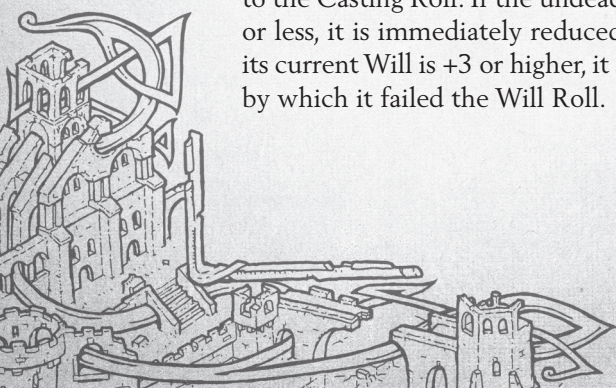 to the Casting Roll. If the undead
or less, it is immediately reduced
its current Will is +3 or higher, it
by which it failed the Will Roll.